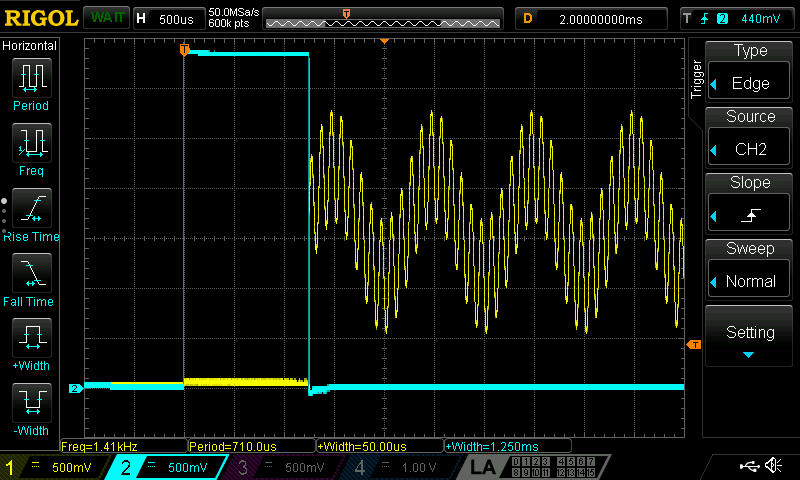 RIGOL WAIT H 500us 50.0MSa/s 600k pts T D 2.00000000ms T 2 440mV
Horizontal
Period
Freq
Rise Time
Fall Time
+Width
-Width
T
2
T
Trigger
Type
Edge
Source
CH2
Slope
Sweep
Normal
Setting
Freq=1.41kHz Period=710.0us +Width=50.00us +Width=1.250ms
1 500mV 2 500mV 3 500mV 4 1.00 V LA 0 1 2 3 4 5 6 7
8 9 10 11 12 13 14 15